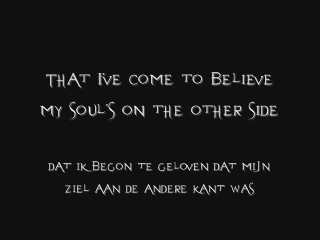 THAT I'VE COME TO BELIEVE
MY SOUL'S ON THE OTHER SIDE
DAT IK BEGON TE GELOVEN DAT MIJN
ZIEL AAN DE ANDERE KANT WAS